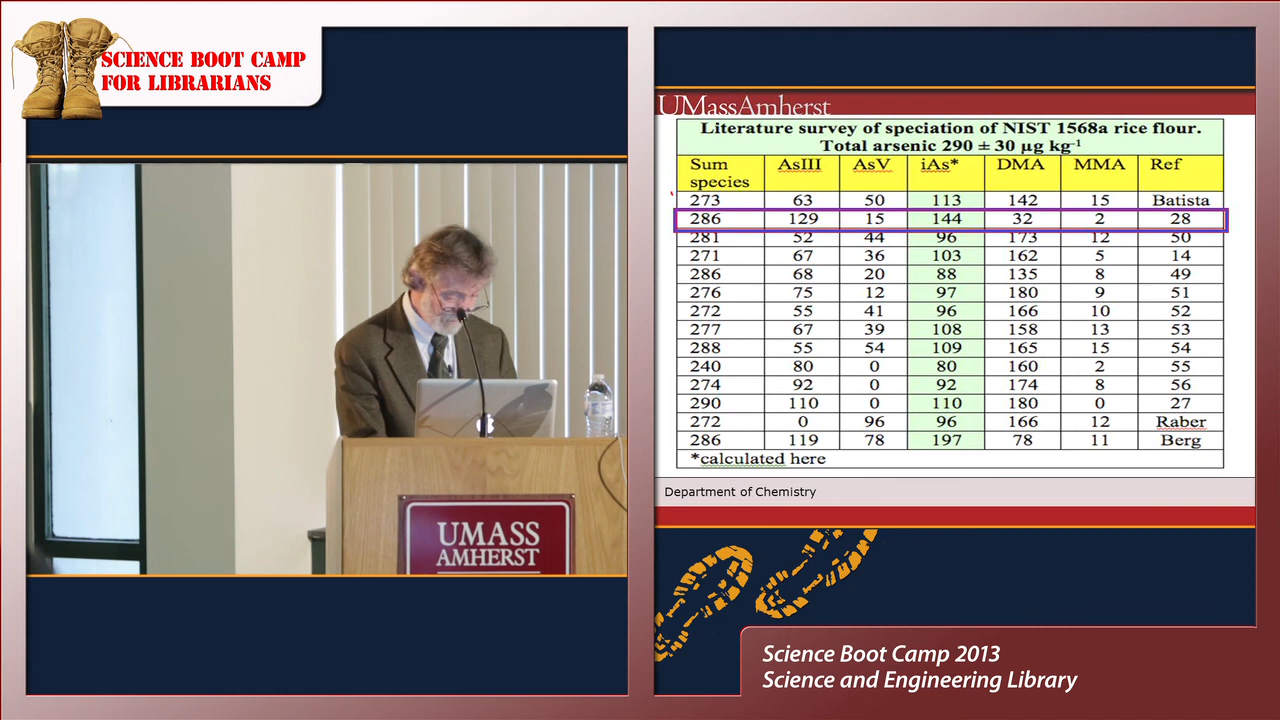 SCIENCE BOOT CAMP
FOR LIBRARIANS
UMASS
AMHERST
UMassAmherst
Literature survey of speciation of NIST 1568a rice flour.
Total arsenic 290 ± 30 µg kg-1
Sum species AsIII AsV iAs* DMA MMA Ref
273 63 50 113 142 15 Batista
286 129 15 144 32 2 28
281 52 44 96 173 12 50
271 67 36 103 162 5 14
286 68 20 88 135 8 49
276 75 12 97 180 9 51
272 55 41 96 166 10 52
277 67 39 108 158 13 53
288 55 54 109 165 15 54
240 80 0 80 160 2 55
274 92 0 92 174 8 56
290 110 0 110 180 0 27
272 0 96 96 166 12 Raber
286 119 78 197 78 11 Berg
*calculated here
Department of Chemistry
Science Boot Camp 2013
Science and Engineering Library